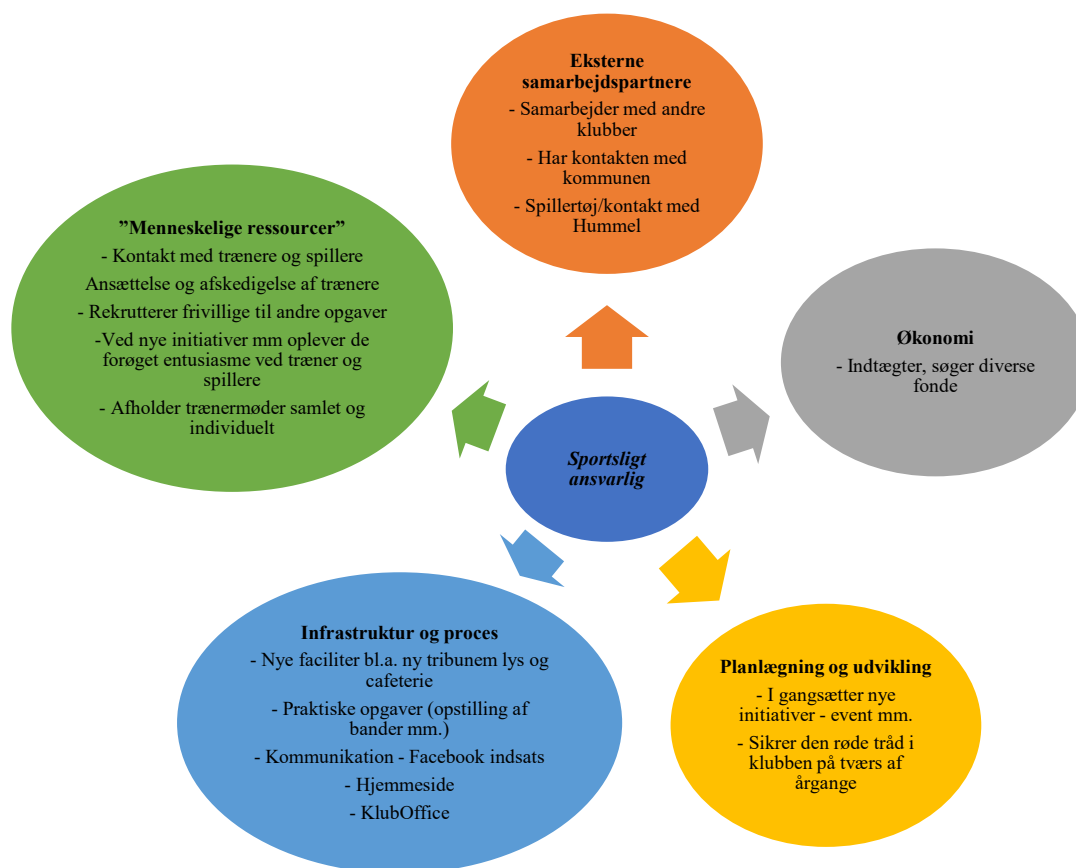 Eksterne
samarbejdspartnere
- Samarbejder med andre
klubber
- Har kontakten med
kommunen
- Spillertøj/kontakt med
Hummel
”Menneskelige ressourcer”
- Kontakt med trænere og spillere
Ansættelse og afskedigelse af trænere
- Rekrutterer frivillige til andre opgaver
-Ved nye initiativer mm oplever de
forøget entusiasme ved træner og
spillere
- Afholder trænermøder samlet og
individuelt
Økonomi
- Indtægter, søger diverse
fonde
Sportsligt
ansvarlig
Infrastruktur og proces
- Nye faciliter bl.a. ny tribunem lys og
cafeterie
- Praktiske opgaver (opstilling af
bander mm.)
- Kommunikation - Facebook indsats
- Hjemmeside
- KlubOffice
Planlægning og udvikling
- I gangsætter nye
initiativer - event mm.
- Sikrer den røde tråd i
klubben på tværs af
årgange